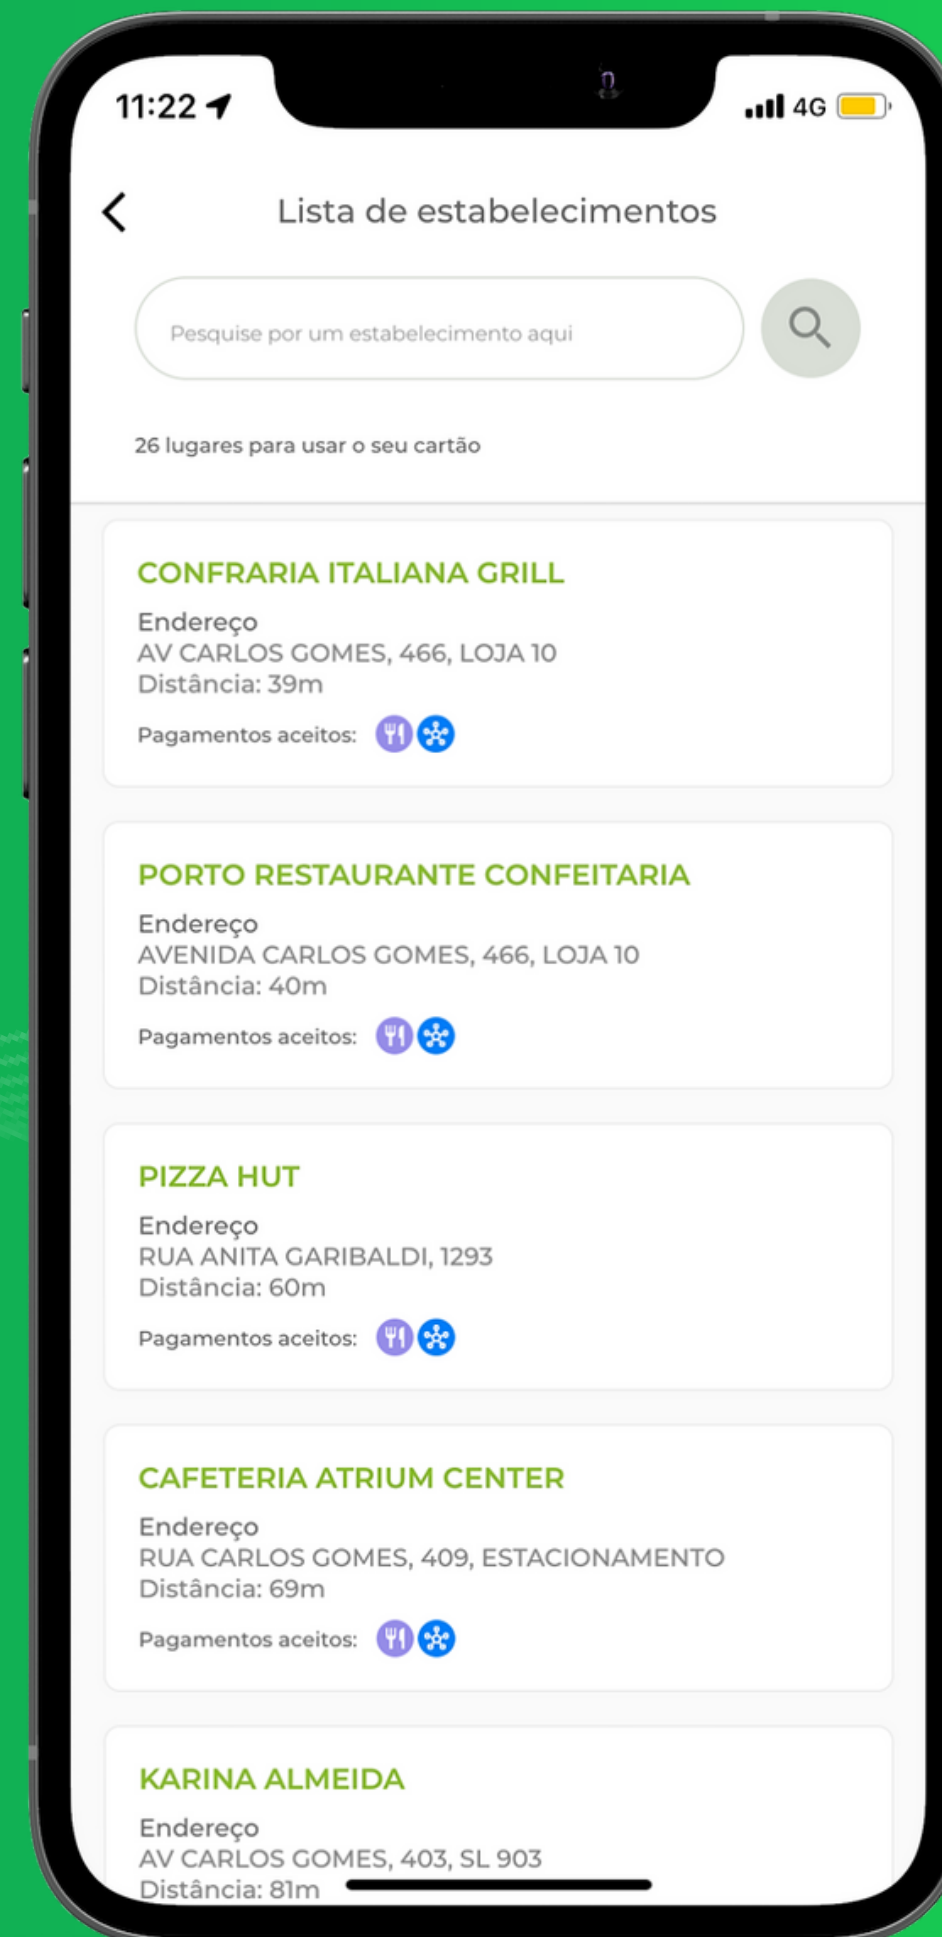 11:22
4G
Lista de estabelecimentos
Pesquise por um estabelecimento aqui
26 lugares para usar o seu cartão
CONFRARIA ITALIANA GRILL
Endereço
AV CARLOS GOMES, 466, LOJA 10
Distância: 39m
Pagamentos aceitos:
PORTO RESTAURANTE CONFEITARIA
Endereço
AVENIDA CARLOS GOMES, 466, LOJA 10
Distância: 40m
Pagamentos aceitos:
PIZZA HUT
Endereço
RUA ANITA GARIBALDI, 1293
Distância: 60m
Pagamentos aceitos:
CAFETERIA ATRIUM CENTER
Endereço
RUA CARLOS GOMES, 409, ESTACIONAMENTO
Distância: 69m
Pagamentos aceitos:
KARINA ALMEIDA
Endereço
AV CARLOS GOMES, 403, SL 903
Distância: 81m